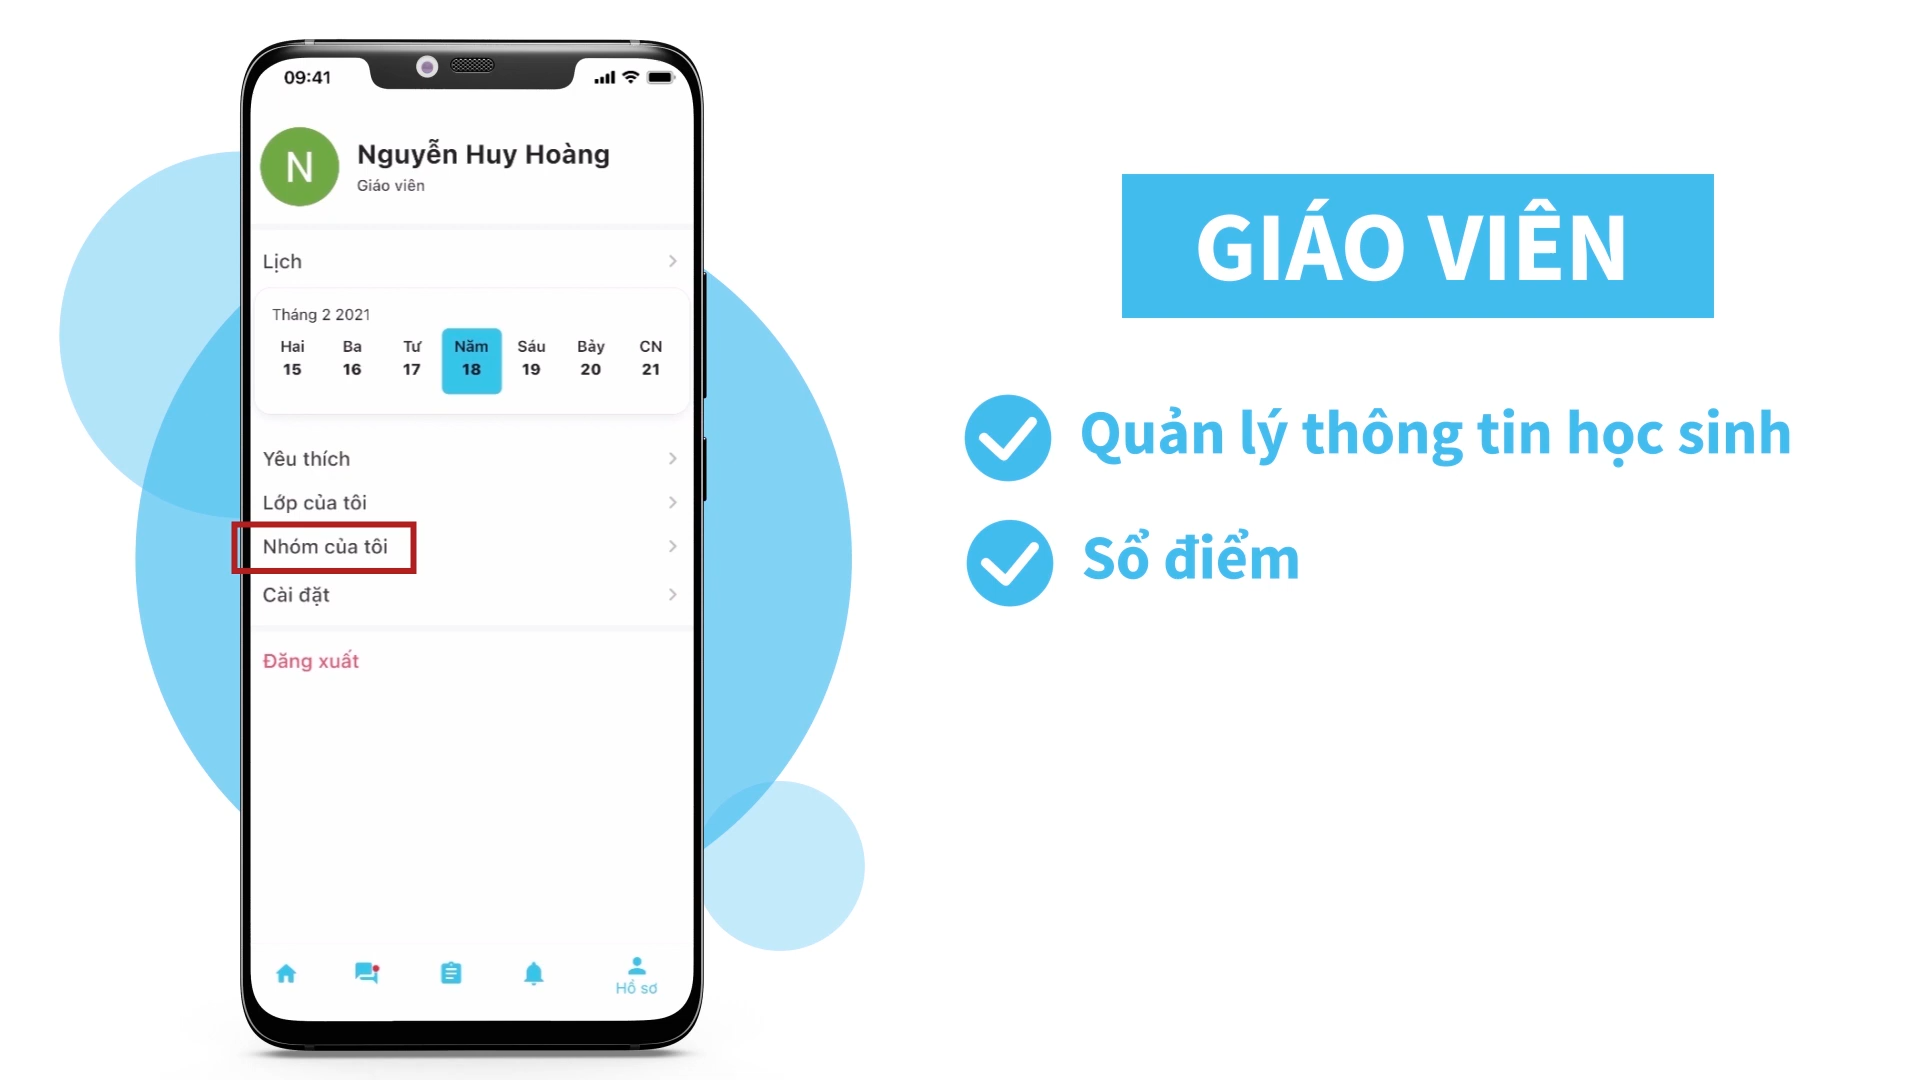 09:41
N
Nguyễn Huy Hoàng
Giáo viên
Lịch
Tháng 2 2021
Hai Ba Tư Năm Sáu Bảy CN
15 16 17 18 19 20 21
Yêu thích
Lớp của tôi
Nhóm của tôi
Cài đặt
Đăng xuất
Hồ sơ
GIÁO VIÊN
Quản lý thông tin học sinh
Sổ điểm